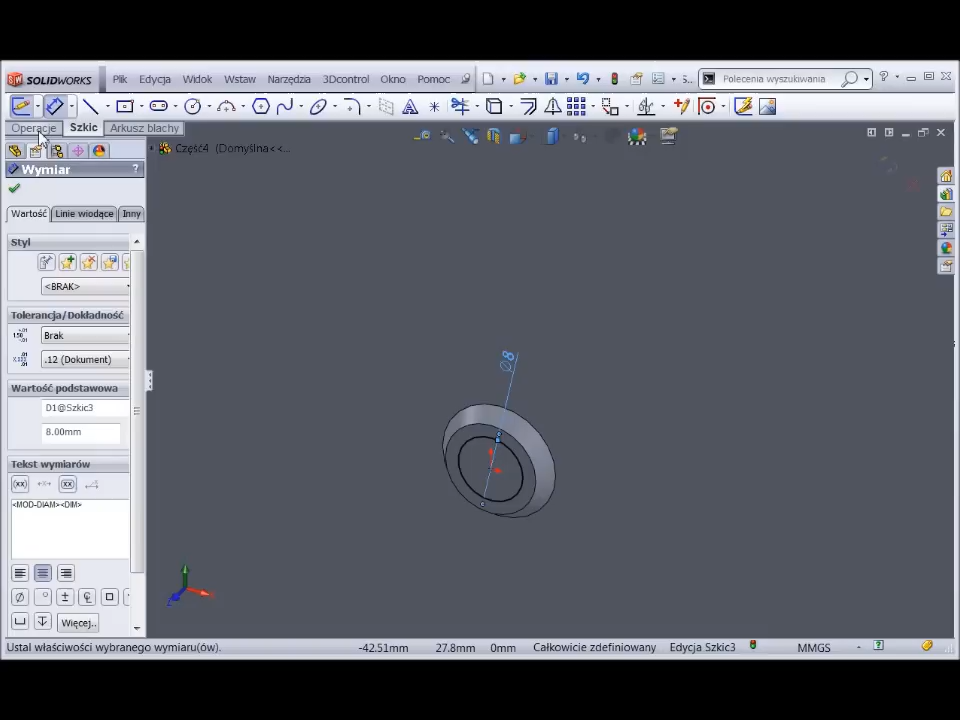 SOLIDWORKS Plik Edycja Widok Wstaw Narzędzia 3Dcontrol Okno Pomoc S... Polecenia wyszukiwania
Operacje Szkic Arkusz blachy
Część4 (Domyślna<<...
Wymiar ?
Wartość Linie wiodące Inny
Styl
<BRAK>
Tolerancja/Dokładność
Brak
.12 (Dokument)
Wartość podstawowa
D1@Szkic3
8.00mm
Tekst wymiarów
<MOD-DIAM><DIM>
Więcej...
∅8
Ustal właściwości wybranego wymiaru(ów). -42.51mm 27.8mm 0mm Całkowicie zdefiniowany Edycja Szkic3 MMGS -